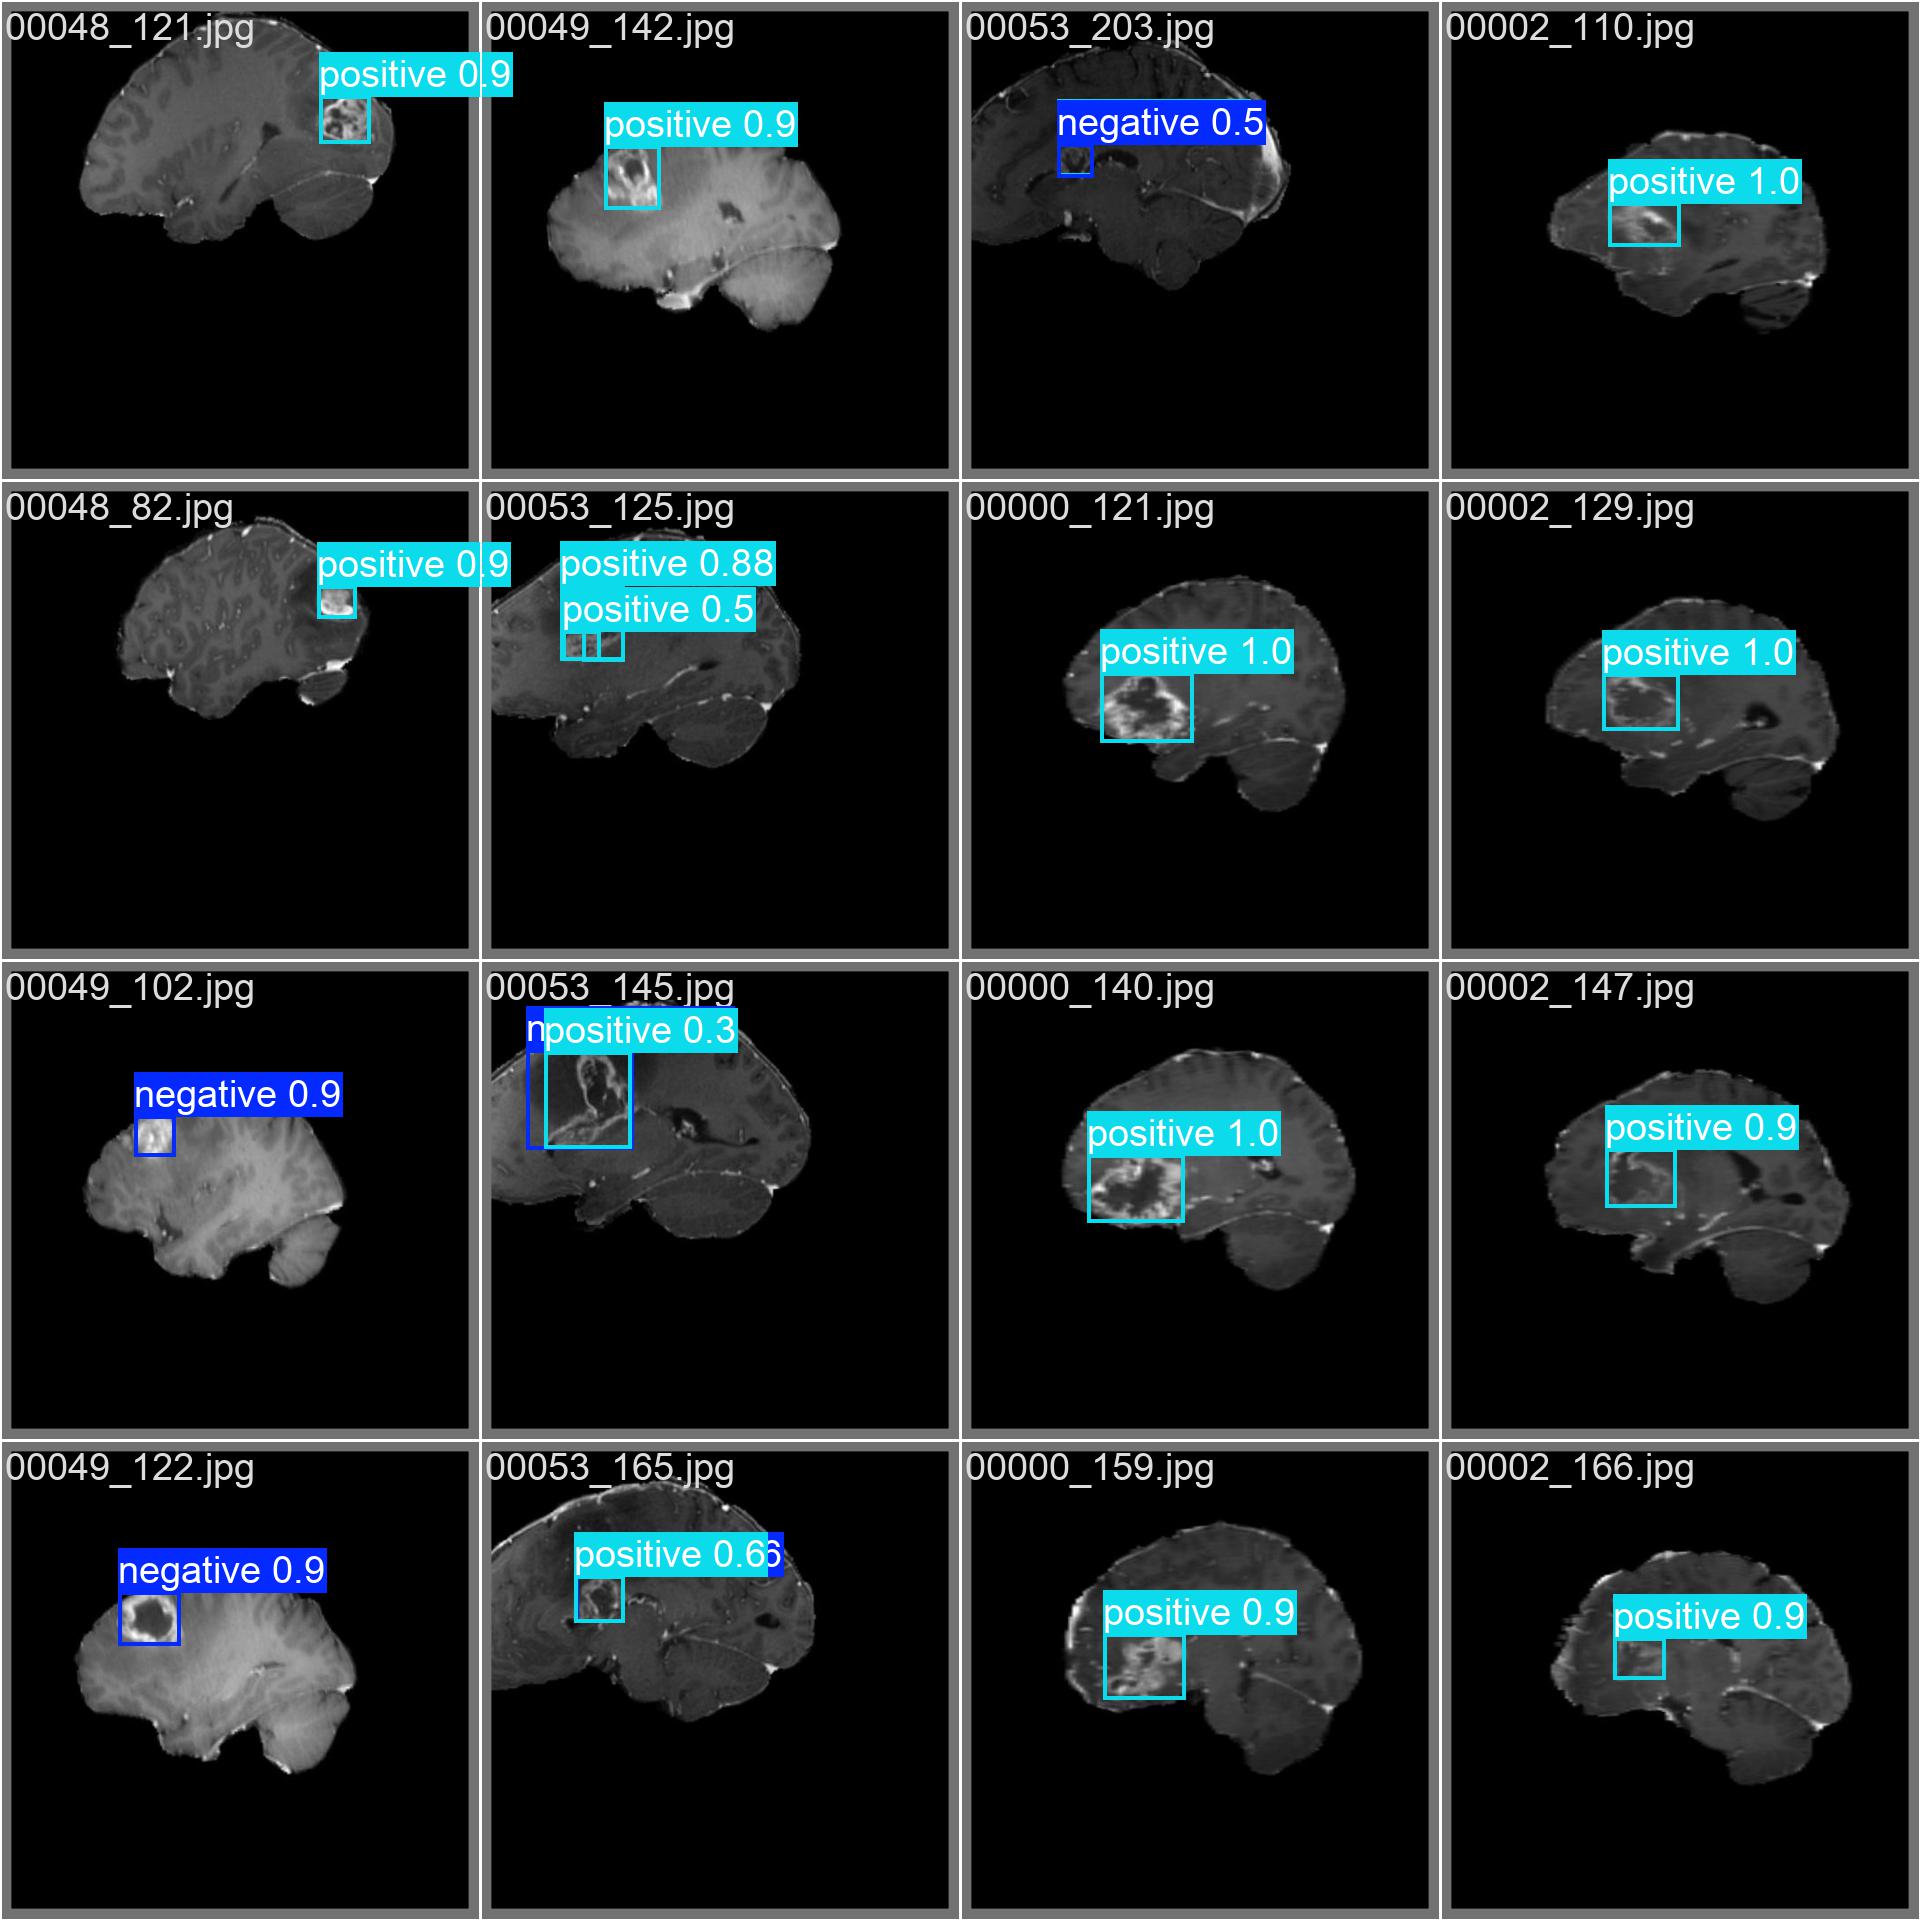 00048_121.jpg
positive 0.9
00049_142.jpg
positive 0.9
00053_203.jpg
negative 0.5
00002_110.jpg
positive 1.0
00048_82.jpg
positive 0.9
00053_125.jpg
positive 0.88
positive 0.5
00000_121.jpg
positive 1.0
00002_129.jpg
positive 1.0
00049_102.jpg
negative 0.9
00053_145.jpg
positive 0.3
00000_140.jpg
positive 1.0
00002_147.jpg
positive 0.9
00049_122.jpg
negative 0.9
00053_165.jpg
positive 0.6
00000_159.jpg
positive 0.9
00002_166.jpg
positive 0.9